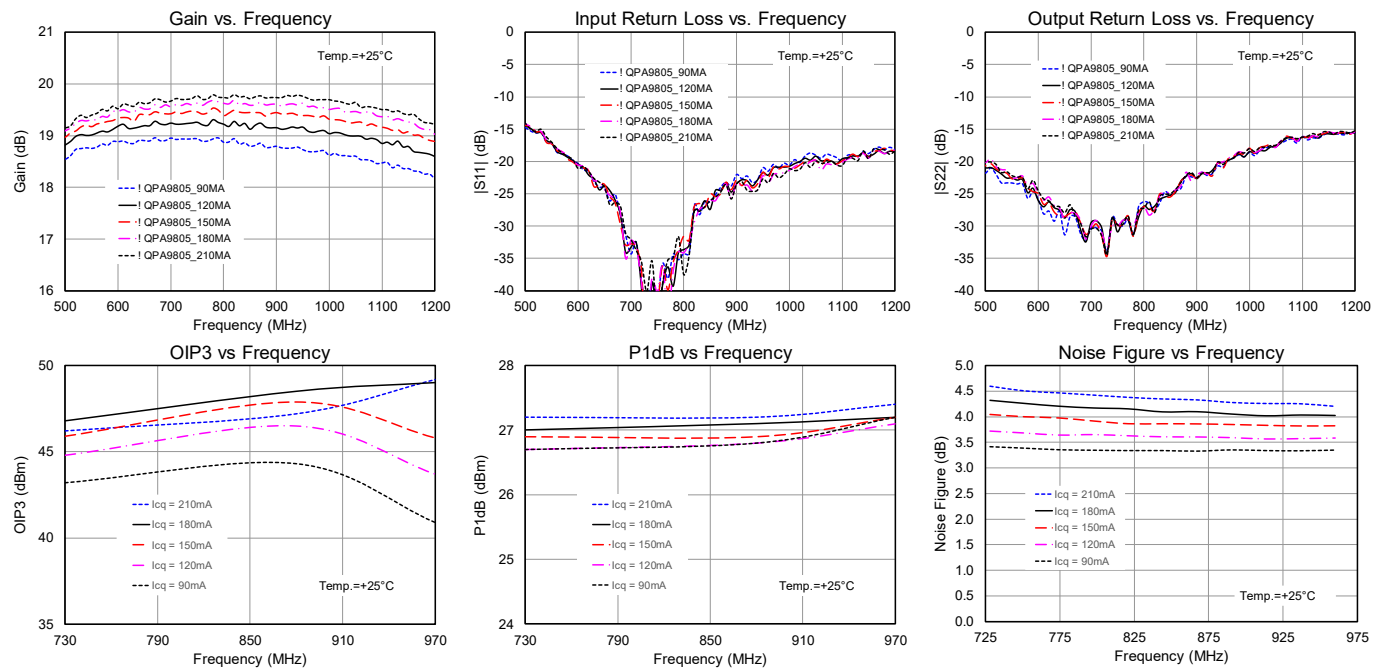 Gain vs. Frequency
21
20
19
18
17
16
Gain (dB)
Temp.=+25°C
! QPA9805_90MA
! QPA9805_120MA
! QPA9805_150MA
! QPA9805_180MA
! QPA9805_210MA
500 600 700 800 900 1000 1100 1200
Frequency (MHz)
Input Return Loss vs. Frequency
0
−5
−10
−15
−20
−25
−30
−35
−40
|S11| (dB)
Temp.=+25°C
! QPA9805_90MA
! QPA9805_120MA
! QPA9805_150MA
! QPA9805_180MA
! QPA9805_210MA
500 600 700 800 900 1000 1100 1200
Frequency (MHz)
Output Return Loss vs. Frequency
0
−5
−10
−15
−20
−25
−30
−35
−40
|S22| (dB)
Temp.=+25°C
! QPA9805_90MA
! QPA9805_120MA
! QPA9805_150MA
! QPA9805_180MA
! QPA9805_210MA
500 600 700 800 900 1000 1100 1200
Frequency (MHz)
OIP3 vs Frequency
50
45
40
35
OIP3 (dBm)
Icq = 210mA
Icq = 180mA
Icq = 150mA
Icq = 120mA
Icq = 90mA
Temp.=+25°C
730 790 850 910 970
Frequency (MHz)
P1dB vs Frequency
28
27
26
25
24
P1dB (dBm)
Icq = 210mA
Icq = 180mA
Icq = 150mA
Icq = 120mA
Icq = 90mA
Temp.=+25°C
730 790 850 910 970
Frequency (MHz)
Noise Figure vs Frequency
5.0
4.5
4.0
3.5
3.0
2.5
2.0
1.5
1.0
0.5
0.0
Noise Figure (dB)
Icq = 210mA
Icq = 180mA
Icq = 150mA
Icq = 120mA
Icq = 90mA
Temp.=+25°C
725 775 825 875 925 975
Frequency (MHz)